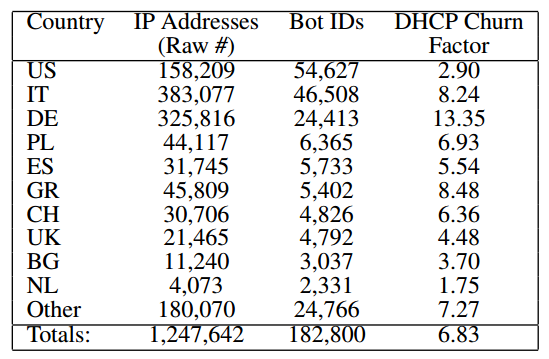 Country IP Addresses Bot IDs DHCP Churn
(Raw #) Factor
US 158,209 54,627 2.90
IT 383,077 46,508 8.24
DE 325,816 24,413 13.35
PL 44,117 6,365 6.93
ES 31,745 5,733 5.54
GR 45,809 5,402 8.48
CH 30,706 4,826 6.36
UK 21,465 4,792 4.48
BG 11,240 3,037 3.70
NL 4,073 2,331 1.75
Other 180,070 24,766 7.27
Totals: 1,247,642 182,800 6.83